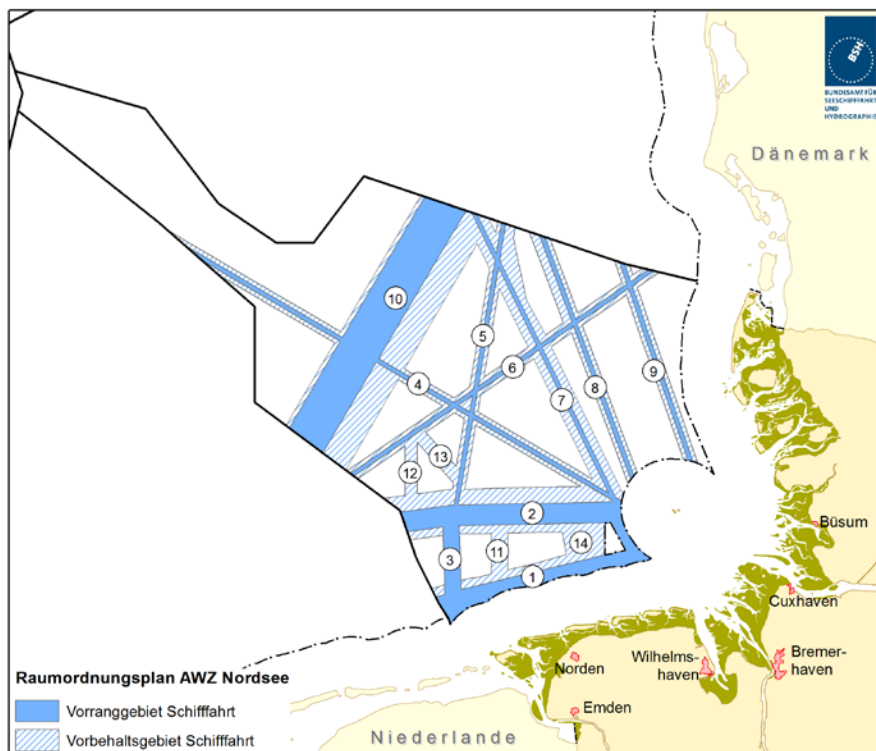 BSH
BUNDESAMT FÜR
SEESCHIFFFAHRT
UND
HYDROGRAPHIE
Dänemark
10
5
6
4
9
8
7
13
12
2
11
14
3
1
Büsum
Cuxhaven
Norden
Wilhelms-
haven
Bremer-
haven
Emden
Niederlande
Raumordnungsplan AWZ Nordsee
Vorranggebiet Schifffahrt
Vorbehaltsgebiet Schifffahrt